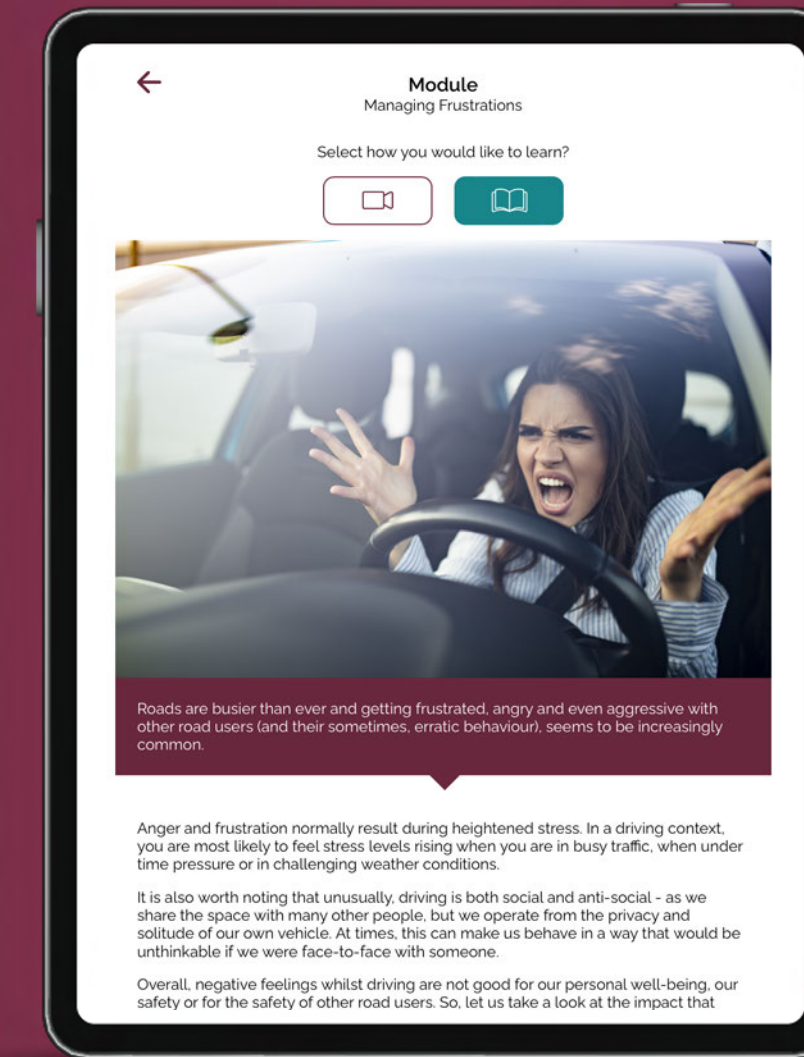 Module
Managing Frustrations
Select how you would like to learn?
Roads are busier than ever and getting frustrated, angry and even aggressive with
other road users (and their sometimes, erratic behaviour), seems to be increasingly
common.
Anger and frustration normally result during heightened stress. In a driving context,
you are most likely to feel stress levels rising when you are in busy traffic, when under
time pressure or in challenging weather conditions.
It is also worth noting that unusually, driving is both social and anti-social - as we
share the space with many other people, but we operate from the privacy and
solitude of our own vehicle. At times, this can make us behave in a way that would be
unthinkable if we were face-to-face with someone.
Overall, negative feelings whilst driving are not good for our personal well-being, our
safety or for the safety of other road users. So, let us take a look at the impact that